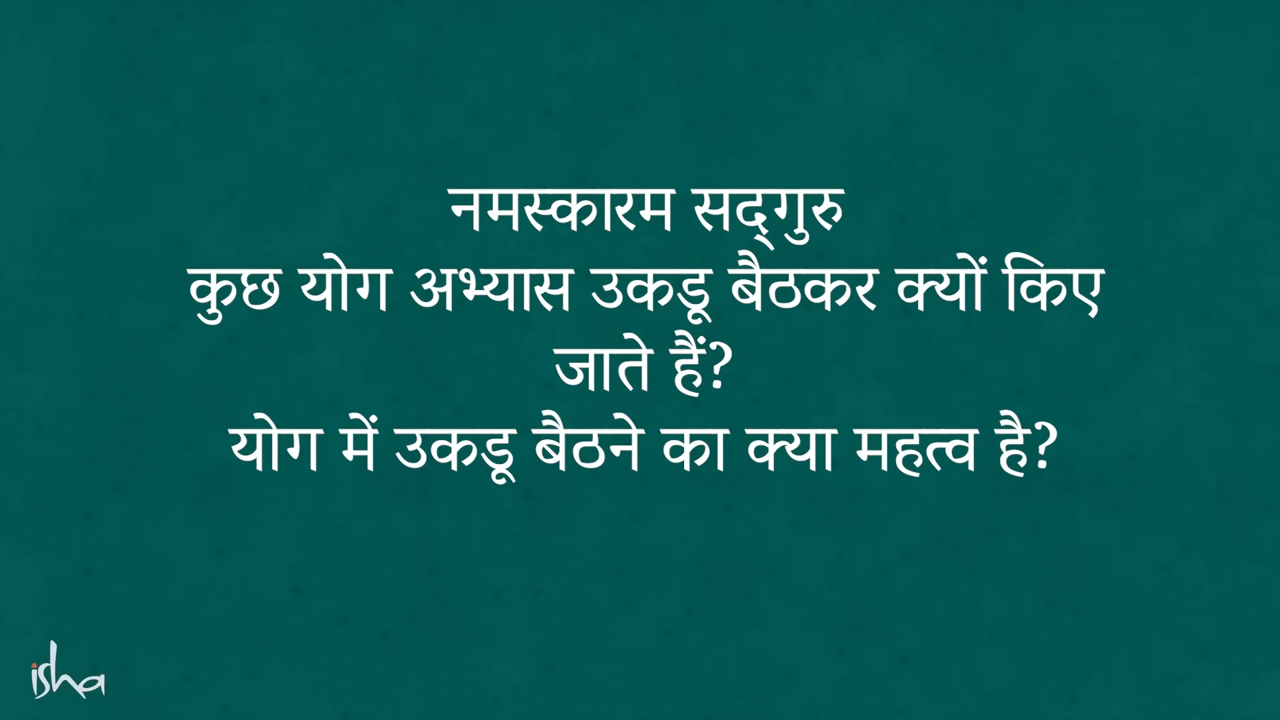 नमस्कारम सद्‌गुरु
कुछ योग अभ्यास उकडू बैठकर क्यों किए
जाते हैं?
योग में उकडू बैठने का क्या महत्व है?
isha